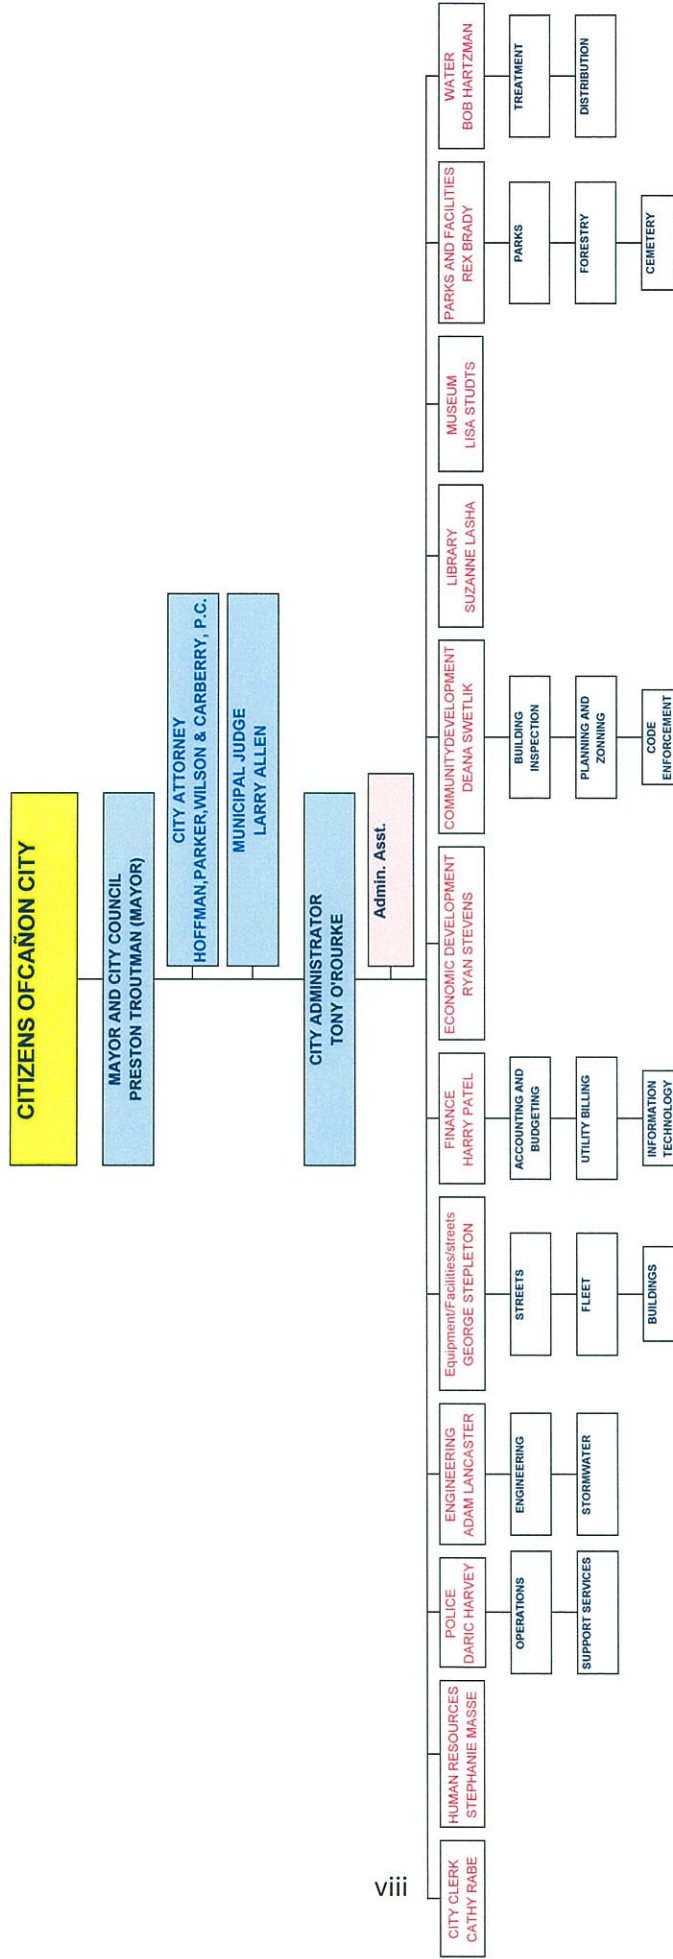 CITIZENS OFCAÑON CITY
MAYOR AND CITY COUNCIL
PRESTON TROUTMAN (MAYOR)
CITY ATTORNEY
HOFFMAN,PARKER,WILSON & CARBERRY, P.C.
MUNICIPAL JUDGE
LARRY ALLEN
CITY ADMINISTRATOR
TONY O'ROURKE
Admin. Asst.
CITY CLERK
CATHY RABE
HUMAN RESOURCES
STEPHANIE MASSE
POLICE
DARIC HARVEY
OPERATIONS
SUPPORT SERVICES
ENGINEERING
ADAM LANCASTER
ENGINEERING
STORMWATER
Equipment/Facilities/streets
GEORGE STEPLETON
STREETS
FLEET
BUILDINGS
FINANCE
HARRY PATEL
ACCOUNTING AND
BUDGETING
UTILITY BILLING
INFORMATION
TECHNOLOGY
ECONOMIC DEVELOPMENT
RYAN STEVENS
COMMUNITYDEVELOPMENT
DEANA SWETLIK
BUILDING
INSPECTION
PLANNING AND
ZONNING
CODE
ENFORCEMENT
LIBRARY
SUZANNE LASHA
MUSEUM
LISA STUDTS
PARKS AND FACILITIES
REX BRADY
PARKS
FORESTRY
CEMETERY
WATER
BOB HARTZMAN
TREATMENT
DISTRIBUTION
viii